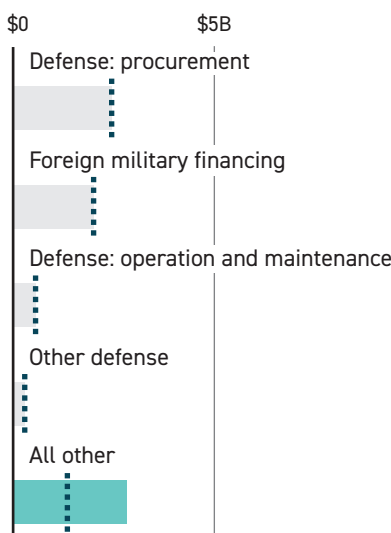 $0 $5B
Defense: procurement
Foreign military financing
Defense: operation and maintenance
Other defense
All other